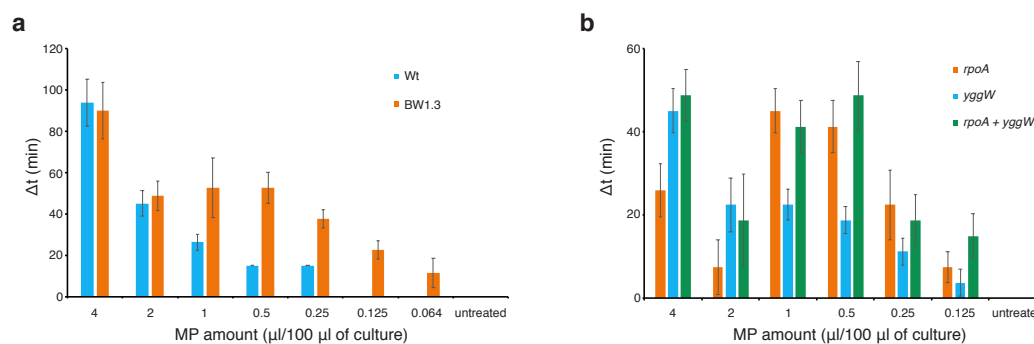 a
120
100
80
60
40
20
0
Δt (min)
Wt
BW1.3
4 2 1 0.5 0.25 0.125 0.064 untreated
MP amount (µl/100 µl of culture)
b
60
40
20
0
Δt (min)
rpoA
yggW
rpoA + yggW
4 2 1 0.5 0.25 0.125 untreate
MP amount (µl/100 µl of culture)